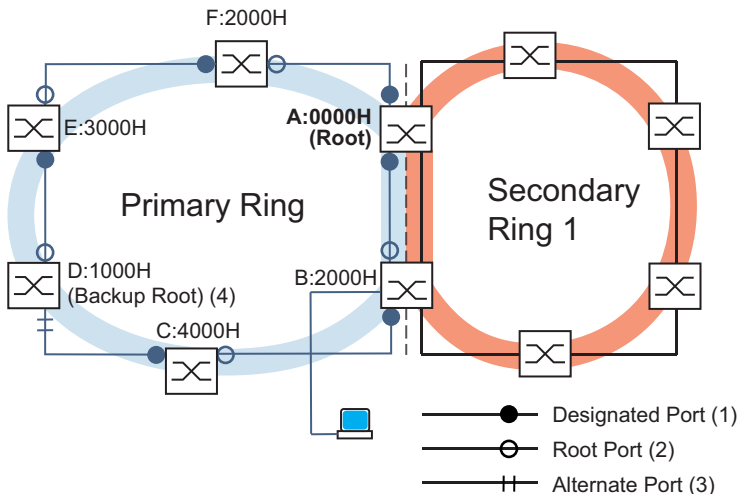 F:2000H
E:3000H
A:0000H
(Root)
Primary Ring
Secondary
Ring 1
D:1000H
(Backup Root) (4)
B:2000H
C:4000H
Designated Port (1)
Root Port (2)
Alternate Port (3)